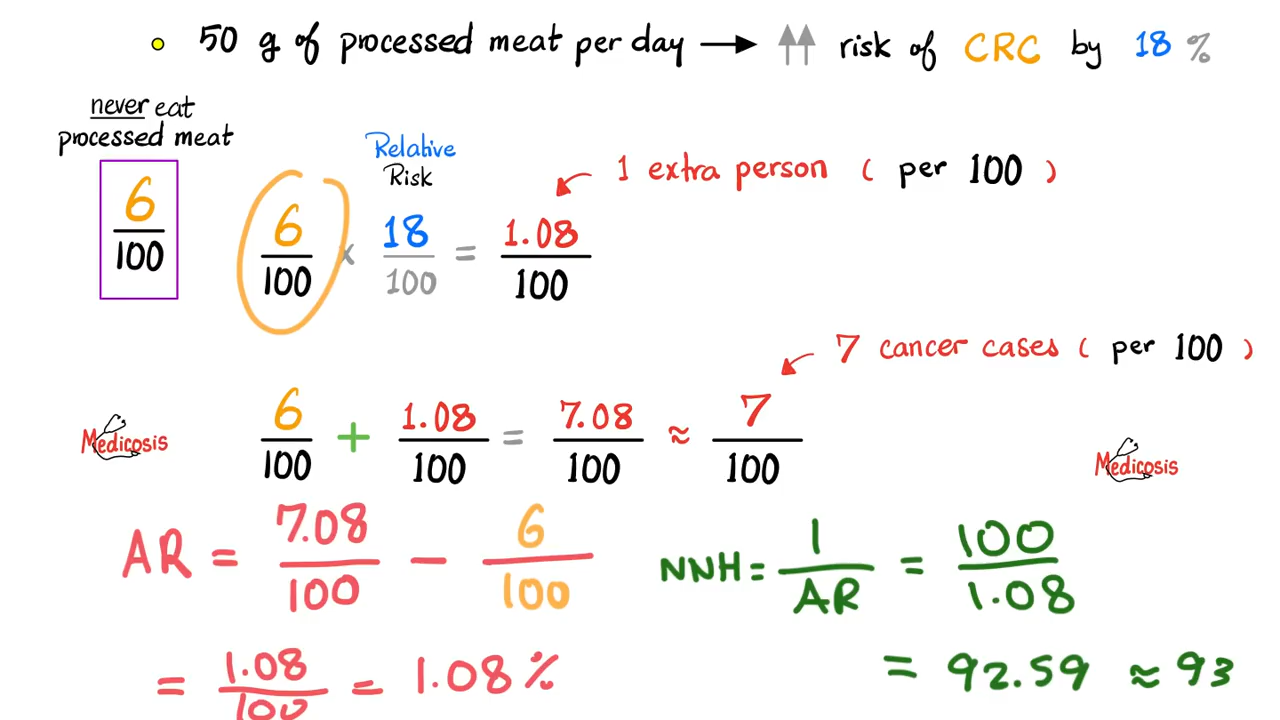 50 g of processed meat per day → ↑↑ risk of CRC by 18 %
never eat
processed meat
6/100
Relative
Risk
6/100 × 18/100 = 1.08/100
1 extra person ( per 100 )
7 cancer cases ( per 100 )
6/100 + 1.08/100 = 7.08/100 ≈ 7/100
Medicosis
Medicosis
AR = 7.08/100 − 6/100
= 1.08/100 = 1.08 %
NNH = 1/AR = 100/1.08
= 92.59 ≈ 93